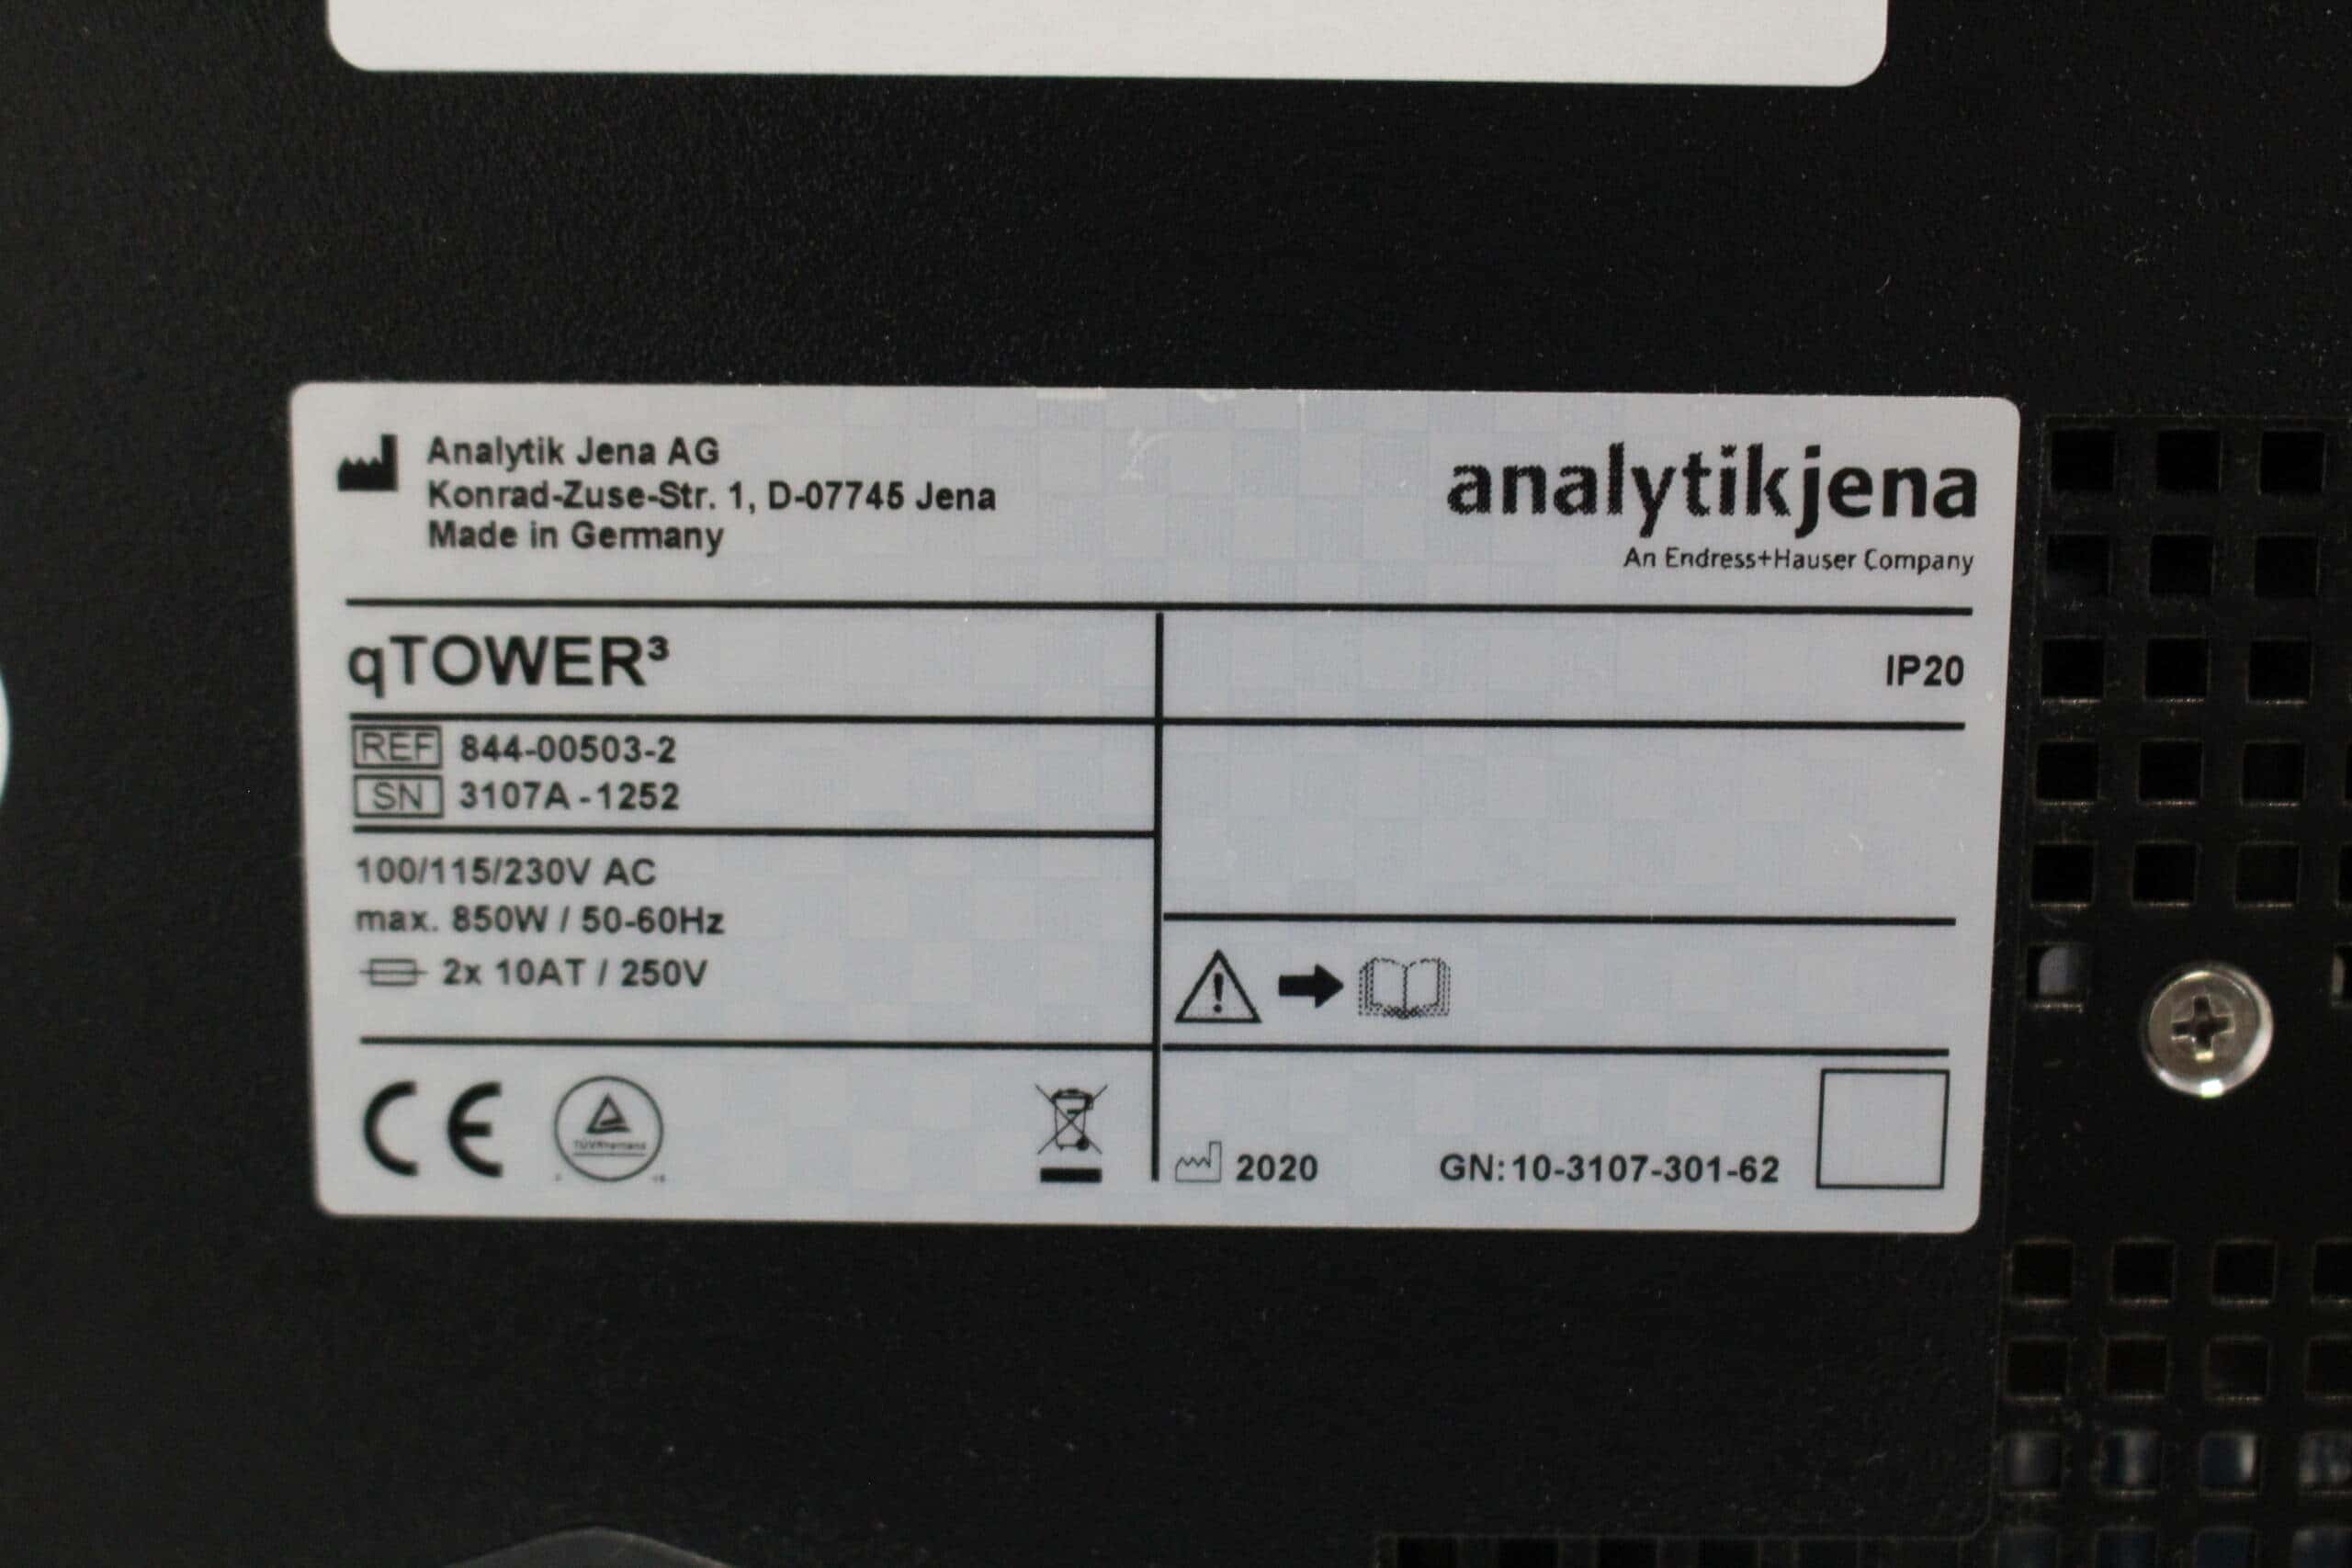 Analytik Jena AG
Konrad-Zuse-Str. 1, D-07745 Jena
Made in Germany
analytikjena
An Endress+Hauser Company
qTOWER³
IP20
REF 844-00503-2
SN 3107A-1252
100/115/230V AC
max. 850W / 50-60Hz
2x 10AT / 250V
CE
TÜVRheinland
2020
GN:10-3107-301-62